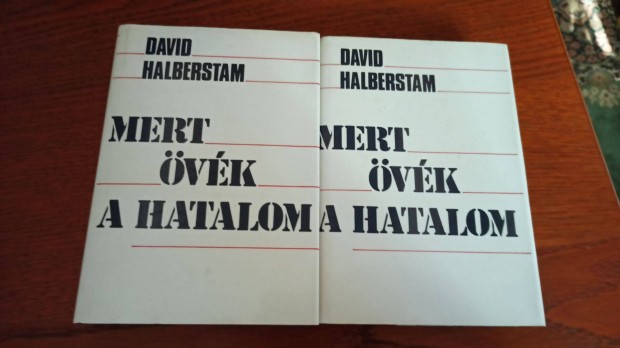 DAVID
HALBERSTAM
MERT
ÖVÉK
A HATALOM
DAVID
HALBERSTAM
MERT
ÖVÉK
A HATALOM